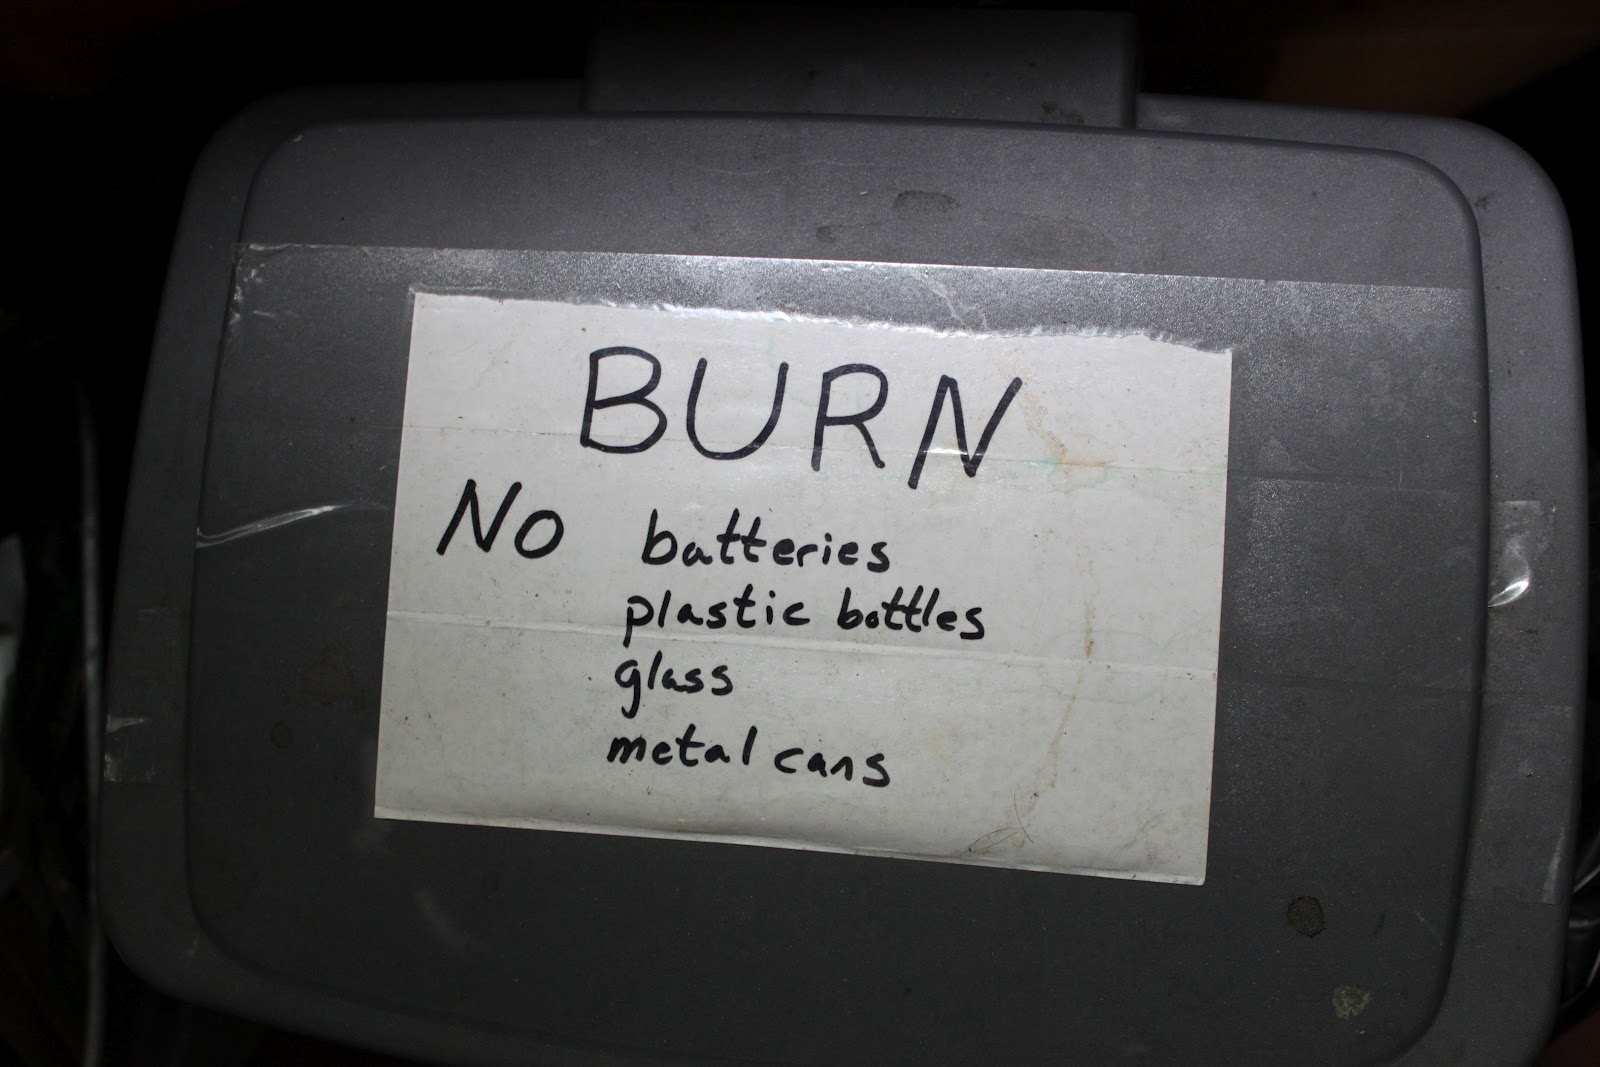 BURN
No batteries
plastic bottles
glass
metal cans